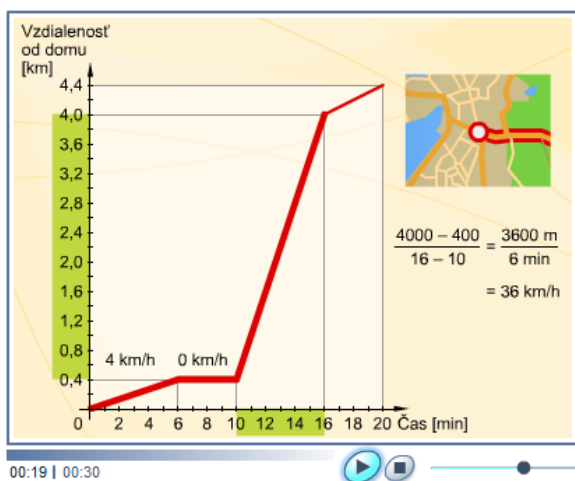 Vzdialenosť
od domu
[km]
4,4
4,0
3,6
3,2
2,8
2,4
2,0
1,6
1,2
0,8
0,4
4 km/h 0 km/h
0 2 4 6 8 10 12 14 16 18 20 Čas [min]
4000 – 400 = 3600 m
16 – 10 6 min
= 36 km/h
00:19 | 00:30